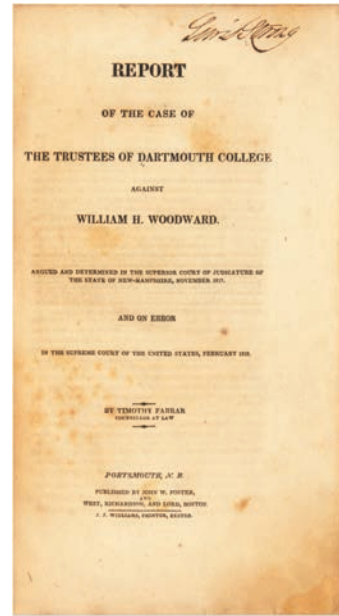 REPORT
OF THE CASE OF
THE TRUSTEES OF DARTMOUTH COLLEGE
AGAINST
WILLIAM H. WOODWARD.
ARGUED AND DETERMINED IN THE SUPERIOR COURT OF JUDICATURE OF
THE STATE OF NEW-HAMPSHIRE, NOVEMBER 1817.
AND ON ERROR
IN THE SUPREME COURT OF THE UNITED STATES, FEBRUARY 1819.
BY TIMOTHY FARRAR
COUNSELLOR AT LAW
PORTSMOUTH, N. H.
PUBLISHED BY JOHN W. FOSTER,
AND
WEST, RICHARDSON, AND LORD, BOSTON.
J. J. WILLIAMS, PRINTER, EXETER.